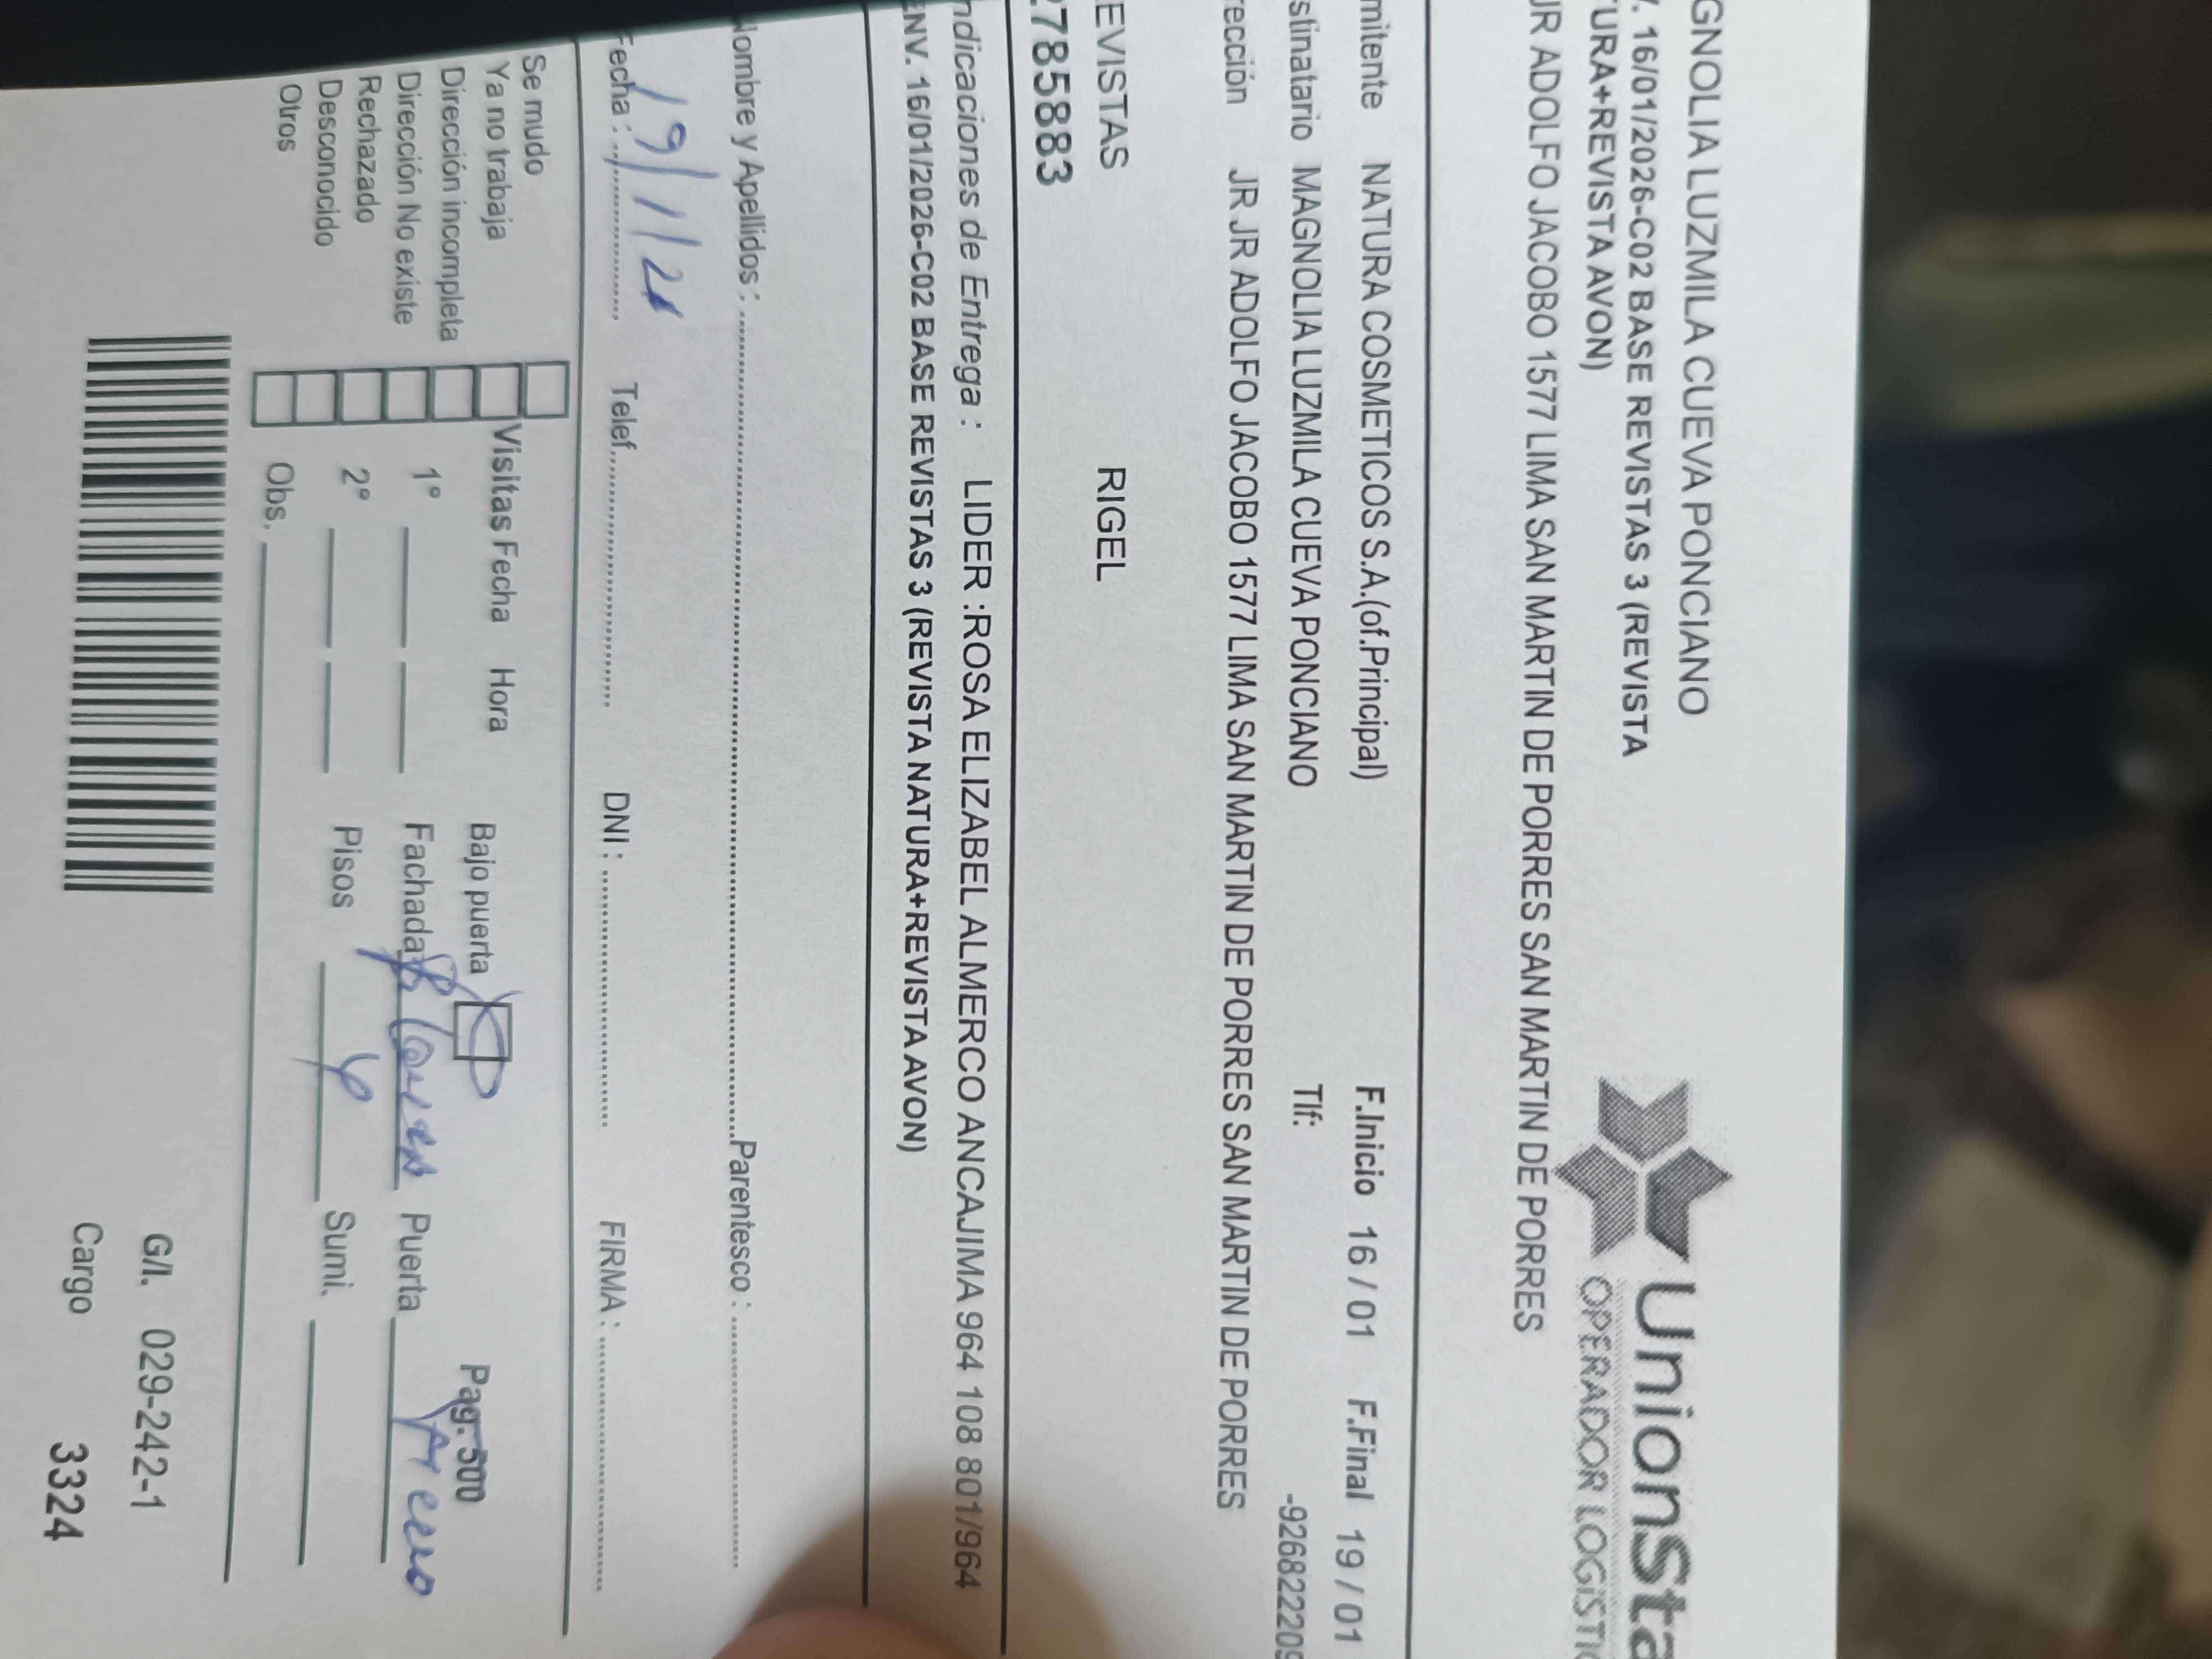 GNOLIA LUZMILA CUEVA PONCIANO
. 16/01/2026-C02 BASE REVISTAS 3 (REVISTA
URA+REVISTA AVON)
UnionSta
OPERADOR LOGISTI
JR ADOLFO JACOBO 1577 LIMA SAN MARTIN DE PORRES SAN MARTIN DE PORRES
mitente NATURA COSMETICOS S.A.(of.Principal) F.Inicio 16 / 01 F.Final 19 / 01
stinatario MAGNOLIA LUZMILA CUEVA PONCIANO Tlf: -926822209
ección JR JR ADOLFO JACOBO 1577 LIMA SAN MARTIN DE PORRES SAN MARTIN DE PORRES
EVISTAS RIGEL
2785883
ndicaciones de Entrega : LIDER :ROSA ELIZABEL ALMERCO ANCAJIMA 964 108 801/964
ENV. 16/01/2026-C02 BASE REVISTAS 3 (REVISTA NATURA+REVISTA AVON)
Nombre y Apellidos : Parentesco :
Fecha : 19/1/26 Telef. DNI : FIRMA :
Se mudo
Ya no trabaja Visitas Fecha Hora Bajo puerta Pag. 500
Dirección incompleta
Dirección No existe 1° Fachada Puerta
Rechazado
Desconocido 2° Pisos 4 Sumi.
Otros Obs.
G/I. 029-242-1
Cargo 3324